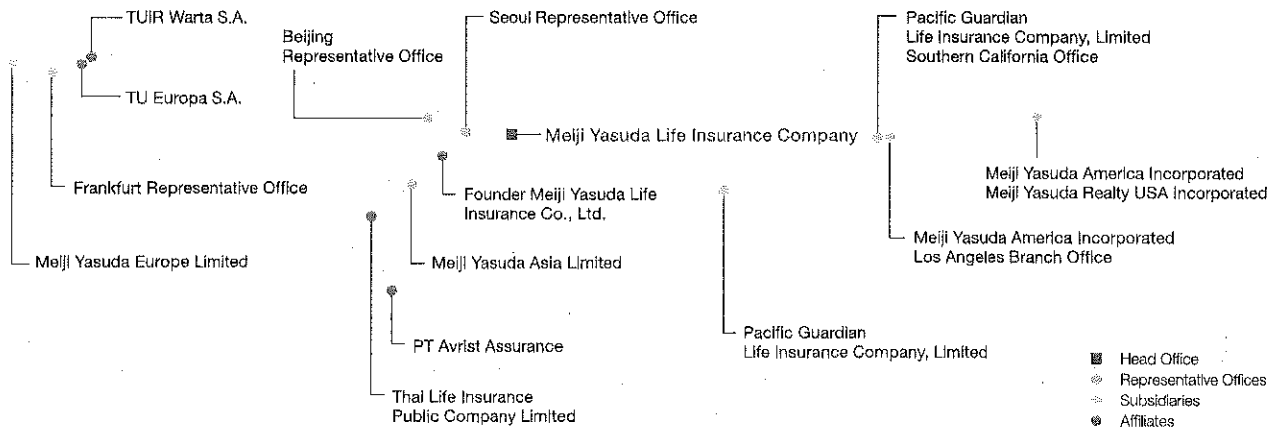 TUiR Warta S.A.
TU Europa S.A.
Frankfurt Representative Office
Meiji Yasuda Europe Limited
Beijing
Representative Office
Seoul Representative Office
Meiji Yasuda Life Insurance Company
Founder Meiji Yasuda Life
Insurance Co., Ltd.
Meiji Yasuda Asia Limited
PT Avrist Assurance
Thai Life Insurance
Public Company Limited
Pacific Guardian
Life Insurance Company, Limited
Southern California Office
Meiji Yasuda America Incorporated
Meiji Yasuda Realty USA Incorporated
Meiji Yasuda America Incorporated
Los Angeles Branch Office
Pacific Guardian
Life Insurance Company, Limited
Head Office
Representative Offices
Subsidiaries
Affiliates